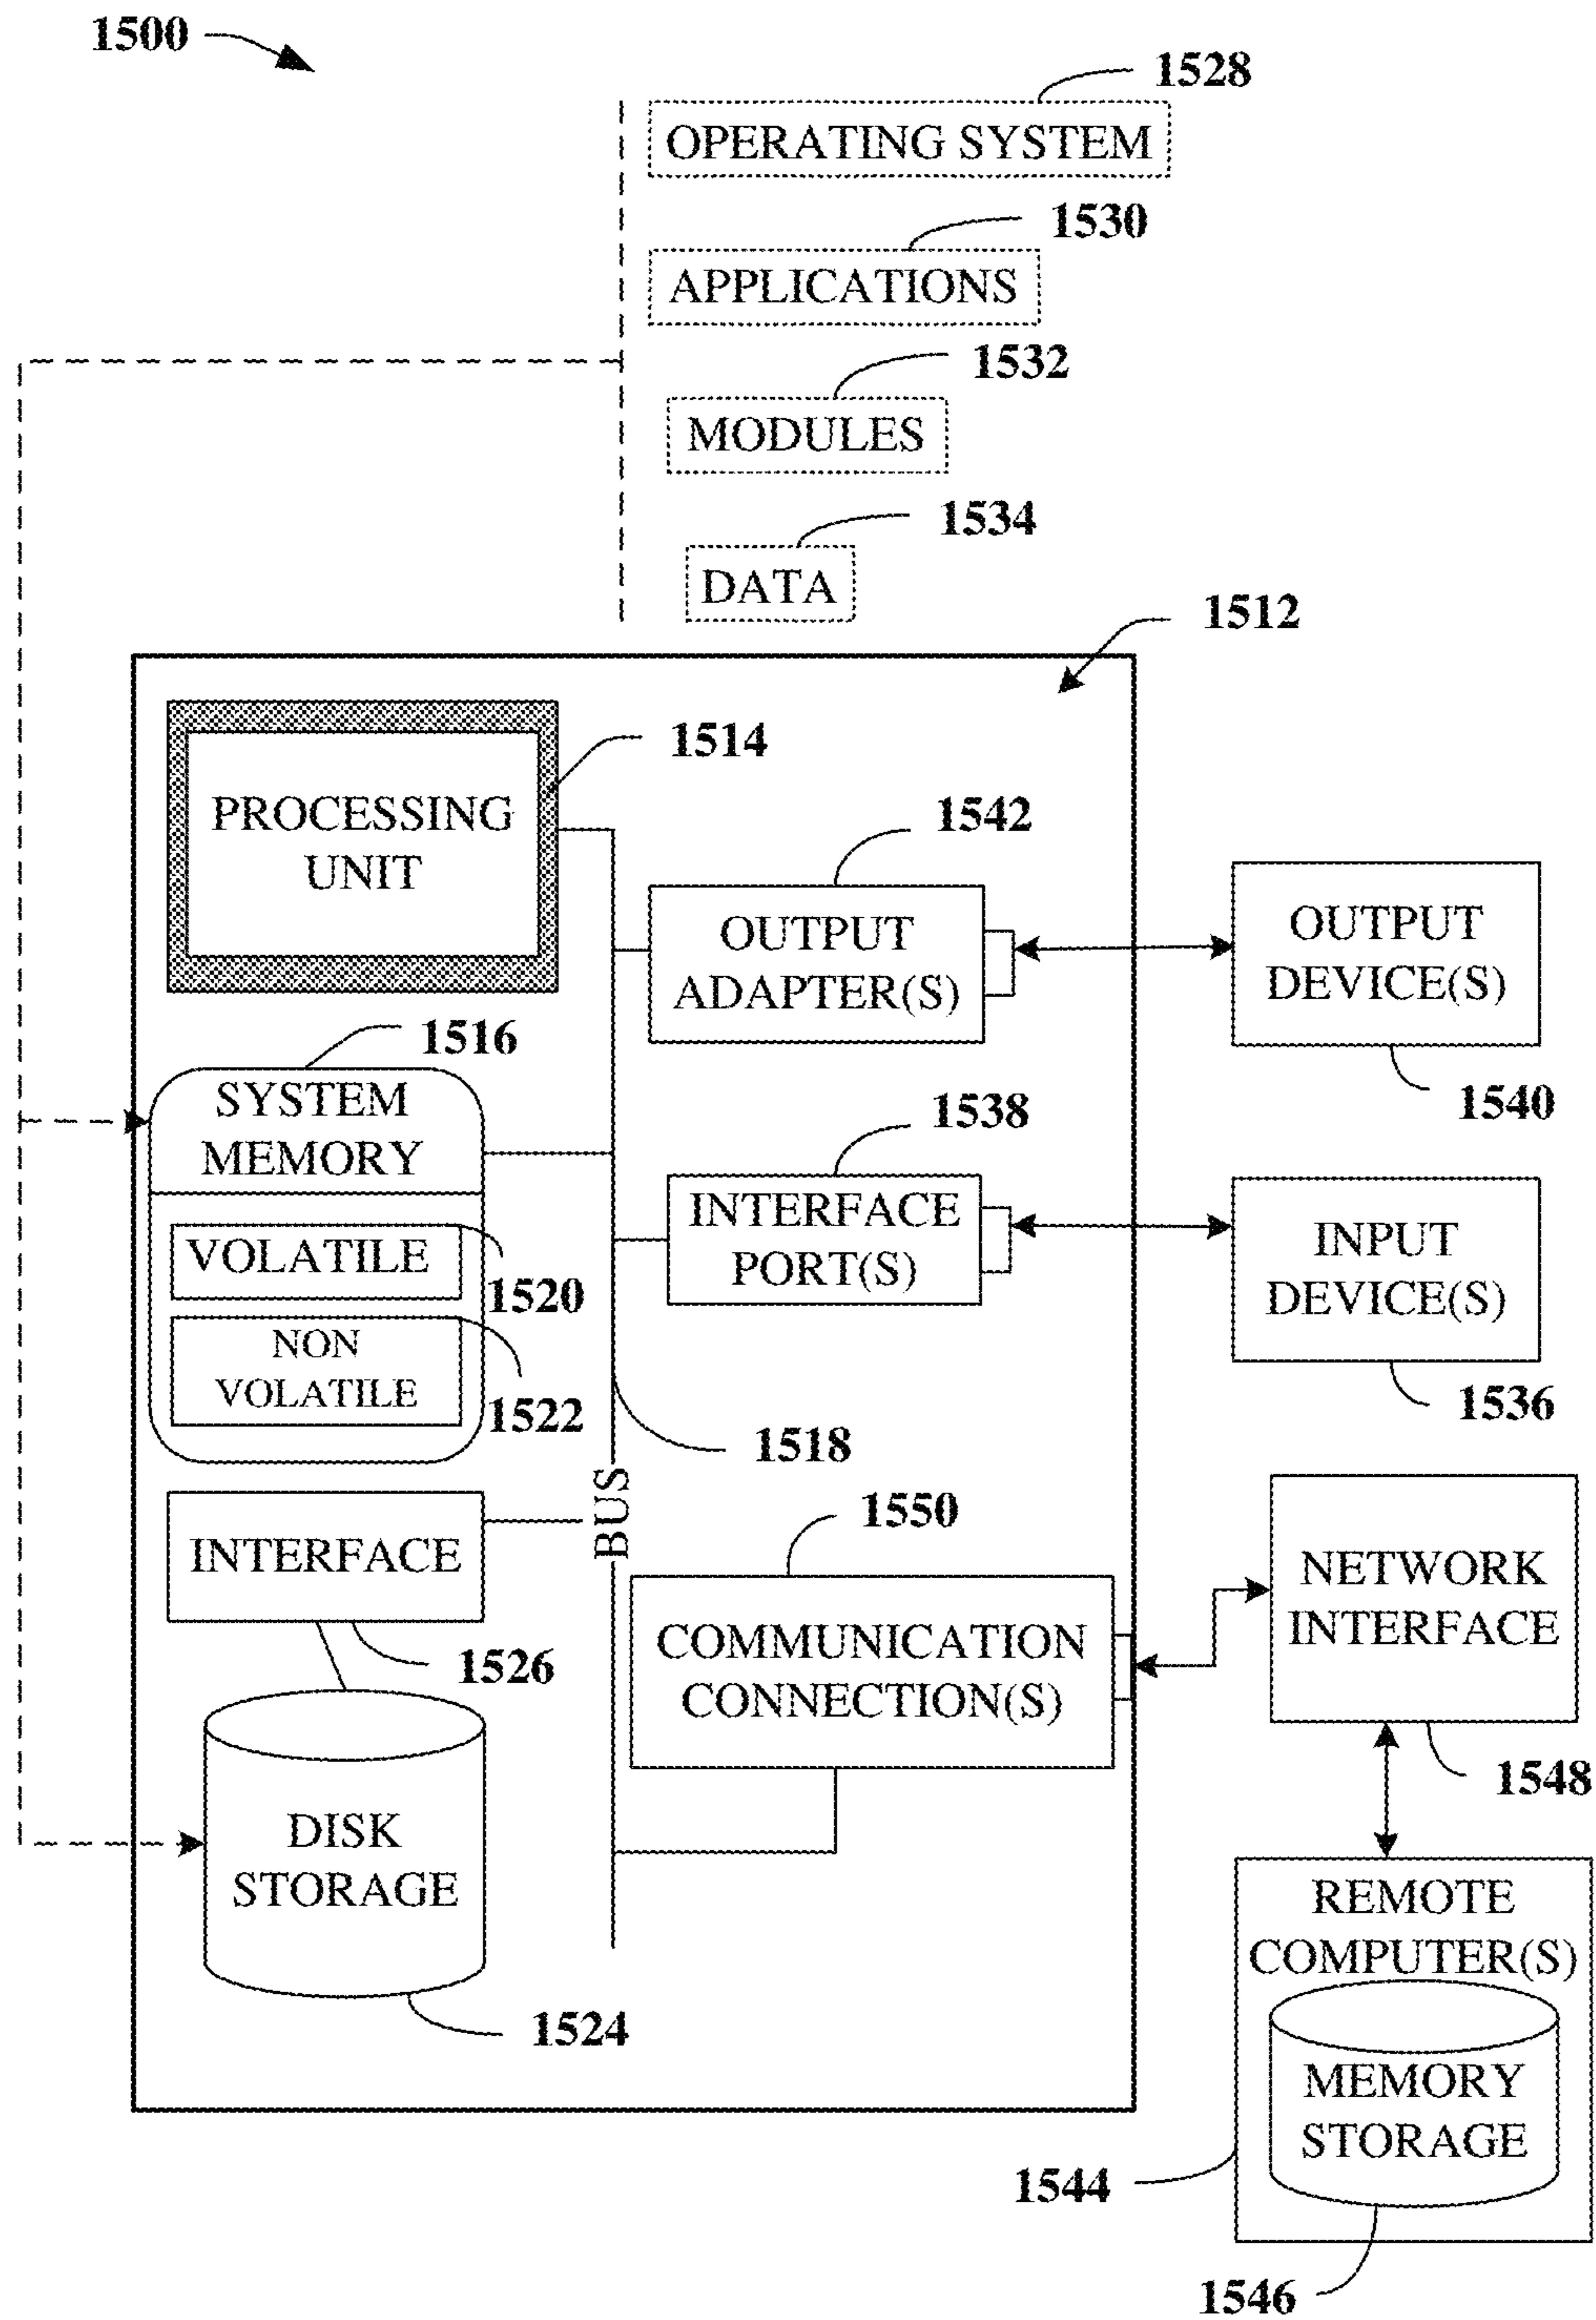 1500
1528
OPERATING SYSTEM
1530
APPLICATIONS
1532
MODULES
1534
DATA
1512
PROCESSING
UNIT
1514
1542
OUTPUT
ADAPTER(S)
OUTPUT
DEVICE(S)
1540
1516
SYSTEM
MEMORY
VOLATILE
1520
NON
VOLATILE
1522
1538
INTERFACE
PORT(S)
INPUT
DEVICE(S)
1536
1518
BUS
INTERFACE
1526
1550
COMMUNICATION
CONNECTION(S)
NETWORK
INTERFACE
1548
DISK
STORAGE
1524
REMOTE
COMPUTER(S)
MEMORY
STORAGE
1544
1546